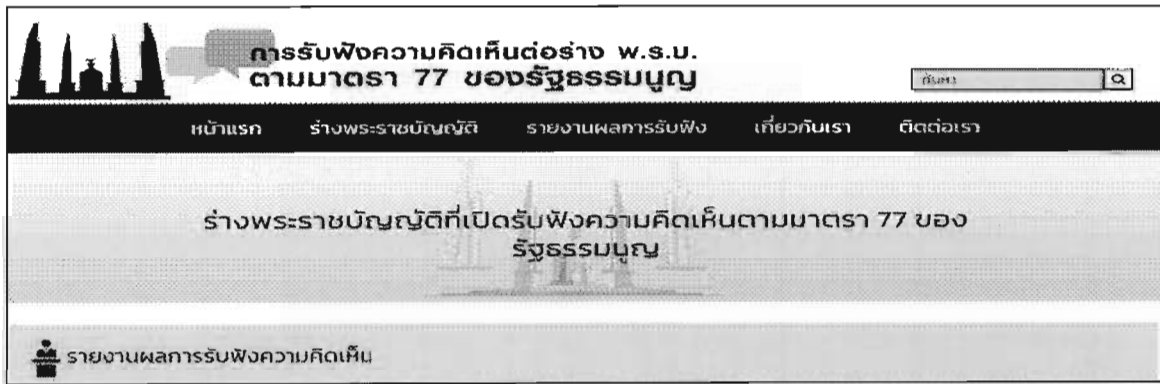 การรับฟังความคิดเห็นต่อร่าง พ.ร.บ.
ตามมาตรา 77 ของรัฐธรรมนูญ
ค้นหา
หน้าแรก ร่างพระราชบัญญัติ รายงานผลการรับฟัง เกี่ยวกับเรา ติดต่อเรา
ร่างพระราชบัญญัติที่เปิดรับฟังความคิดเห็นตามมาตรา 77 ของ
รัฐธรรมนูญ
รายงานผลการรับฟังความคิดเห็น